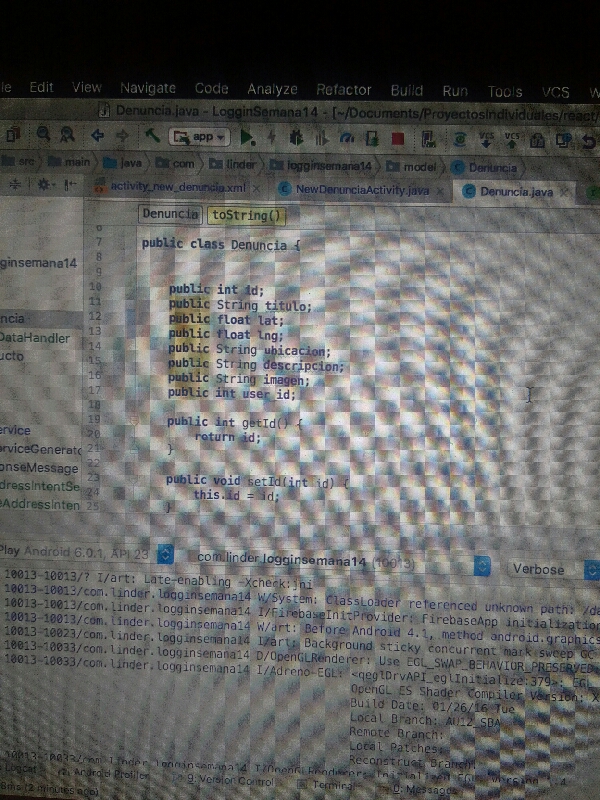 ie Edit View Navigate Code Analyze Refactor Build Run Tools VCS W
Denuncia.java - LogginSemana14 - [~/Documents/ProyectosIndividuales/react/
app
src main java com linder logginsemana14 model Denuncia
activity_new_denuncia.xml NewDenunciaActivity.java Denuncia.java
Denuncia toString()
6
7 public class Denuncia {
8
9
10 public int id;
11 public String titulo;
12 public float lat;
13 public float lng;
14 public String ubicacion;
15 public String descripcion;
16 public String imagen;
17 public int user_id;
18
19 public int getId() {
20 return id;
21 }
22
23 public void setId(int id) {
24 this.id = id;
25 }
ginsemana14
ncia
DataHandler
ucto
ervice
erviceGenerato
onseMessage
AddressIntentSe
eAddressInten
Play Android 6.0.1, API 23 com.linder.logginsemana14 (10013) Verbose
10013-10013/? I/art: Late-enabling -Xcheck:jni
10013-10013/com.linder.logginsemana14 W/System: ClassLoader referenced unknown path: /da
10013-10013/com.linder.logginsemana14 I/FirebaseInitProvider: FirebaseApp initialization
10013-10013/com.linder.logginsemana14 W/art: Before Android 4.1, method android.graphics
10013-10023/com.linder.logginsemana14 I/art: Background sticky concurrent mark sweep GC
10013-10033/com.linder.logginsemana14 D/OpenGLRenderer: Use EGL_SWAP_BEHAVIOR_PRESERVED
10013-10033/com.linder.logginsemana14 I/Adreno-EGL: <qeglDrvAPI_eglInitialize:379>: EGL
OpenGL ES Shader Compiler Version: X
Build Date: 01/26/16 Tue
Local Branch: AU12_SBA
Remote Branch:
Local Patches:
Reconstruct Branch:
10013-10033/com.linder.logginsemana14 I/OpenGLRenderer: Initialized EGL, version 1.4
Logcat Android Profiler 9: Version Control Terminal 0: Messages
(2 minutes ago)